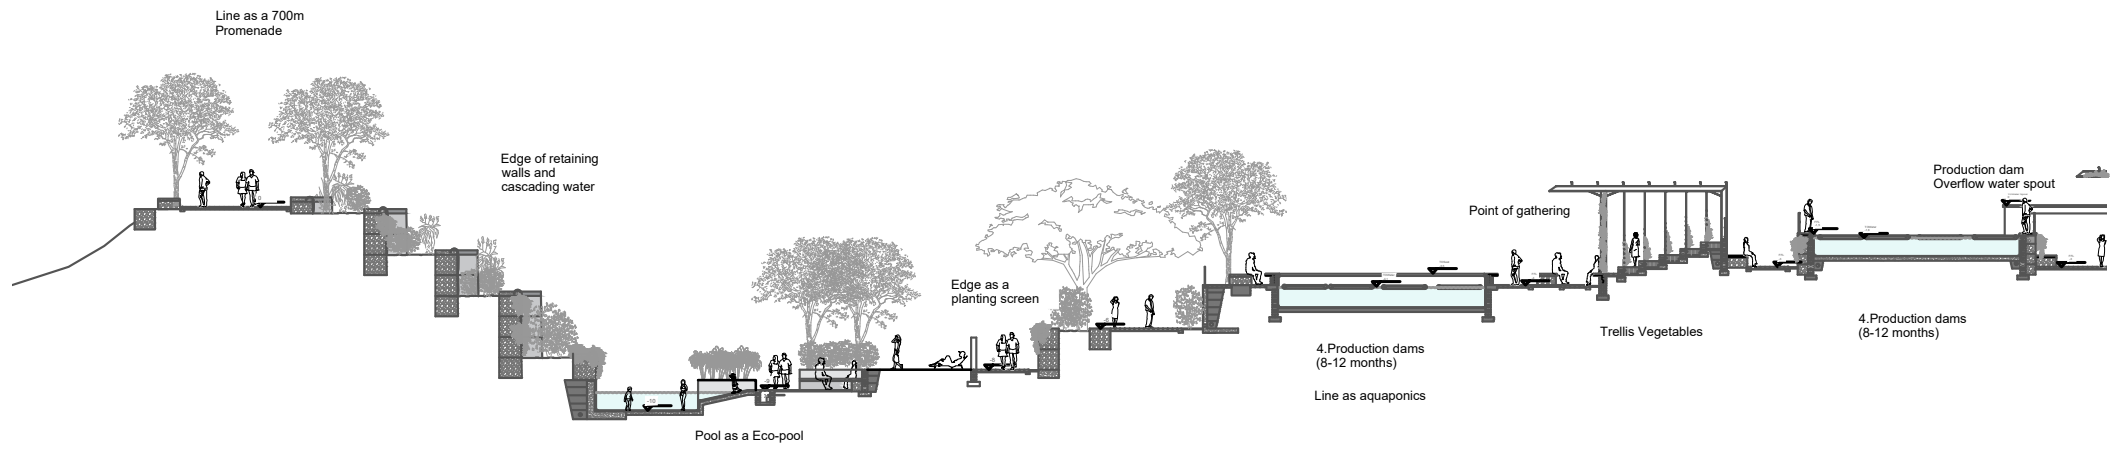 Line as a 700m
Promenade
Edge of retaining
walls and
cascading water
Pool as a Eco-pool
Edge as a
planting screen
4.Production dams
(8-12 months)
Line as aquaponics
Point of gathering
Trellis Vegetables
Production dam
Overflow water spout
4.Production dams
(8-12 months)